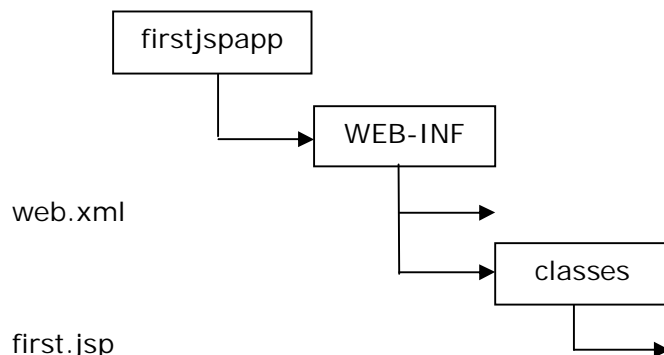 firstjspapp
WEB-INF
web.xml
classes
first.jsp